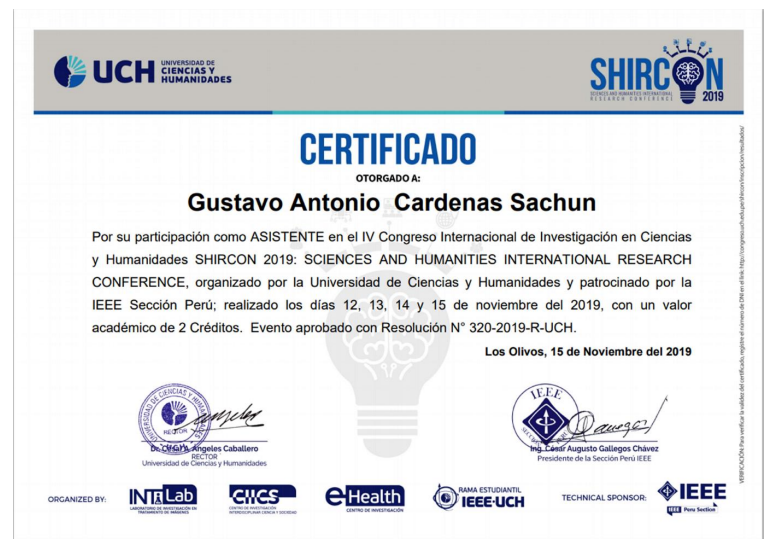 UCH UNIVERSIDAD DE
CIENCIAS Y
HUMANIDADES
SHIRCON
SCIENCES AND HUMANITIES INTERNATIONAL
RESEARCH CONFERENCE
2019
CERTIFICADO
OTORGADO A:
Gustavo Antonio Cardenas Sachun
Por su participación como ASISTENTE en el IV Congreso Internacional de Investigación en Ciencias
y Humanidades SHIRCON 2019: SCIENCES AND HUMANITIES INTERNATIONAL RESEARCH
CONFERENCE, organizado por la Universidad de Ciencias y Humanidades y patrocinado por la
IEEE Sección Perú; realizado los días 12, 13, 14 y 15 de noviembre del 2019, con un valor
académico de 2 Créditos. Evento aprobado con Resolución N° 320-2019-R-UCH.
Los Olivos, 15 de Noviembre del 2019
RECTOR
Dr. César A. Ángeles Caballero
RECTOR
Universidad de Ciencias y Humanidades
IEEE
Ing. César Augusto Gallegos Chávez
Presidente de la Sección Perú IEEE
VERIFICACIÓN: Para verificar la validez del certificado, registre el número de DNI en el link: http://congreso.uch.edu.pe/shircon/inscripcion/resultados/
ORGANIZED BY:
INTI Lab
LABORATORIO DE INVESTIGACIÓN EN
TRATAMIENTO DE IMÁGENES
CIICS
CENTRO DE INVESTIGACIÓN
INTERDISCIPLINAR CIENCIA Y SOCIEDAD
e-Health
CENTRO DE INVESTIGACIÓN
RAMA ESTUDIANTIL
IEEE-UCH
TECHNICAL SPONSOR:
IEEE
IEEE Peru Section